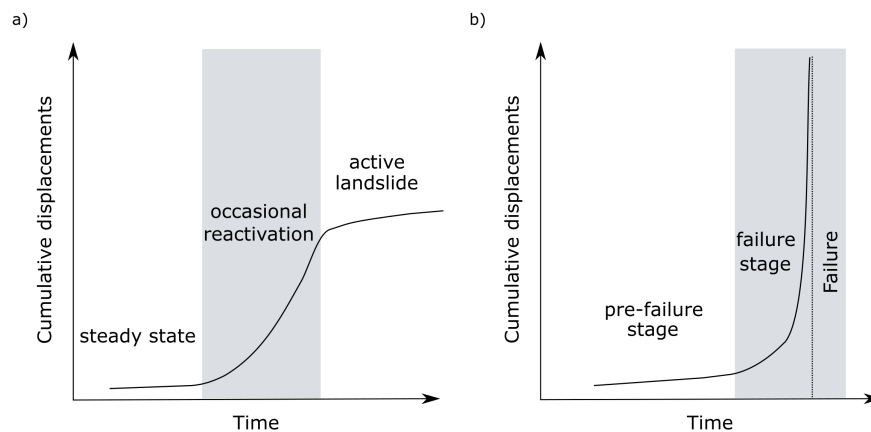 a)
Cumulative displacements
steady state
occasional
reactivation
active
landslide
Time
b)
Cumulative displacements
pre-failure
stage
failure
stage
Failure
Time